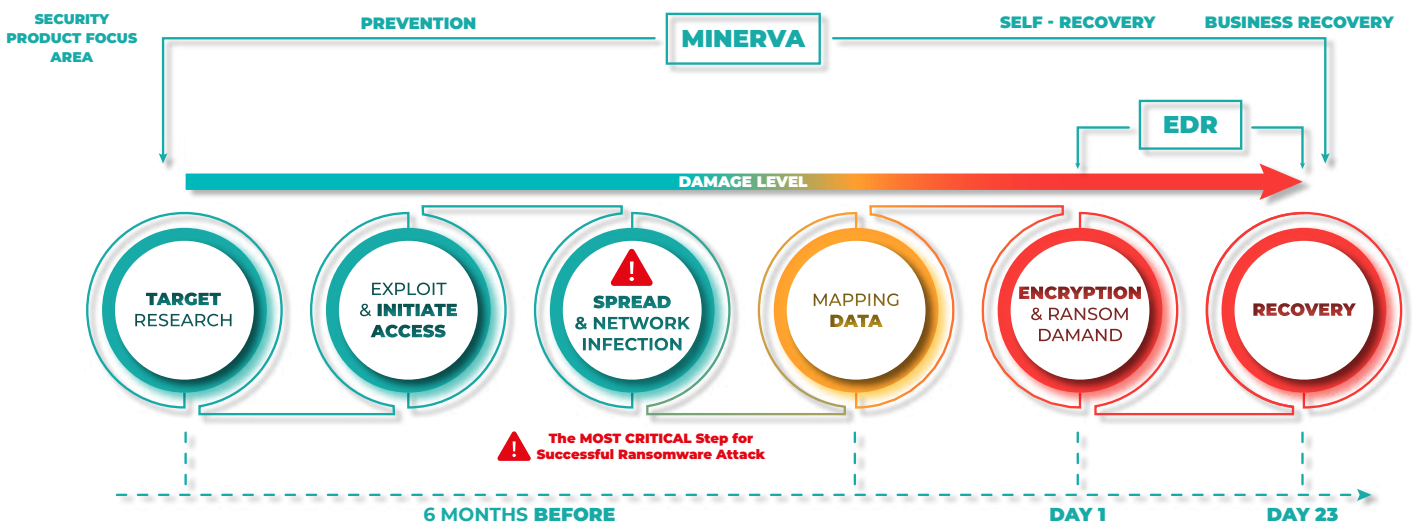 SECURITY
PRODUCT FOCUS
AREA
PREVENTION
MINERVA
SELF - RECOVERY
BUSINESS RECOVERY
EDR
DAMAGE LEVEL
TARGET
RESEARCH
EXPLOIT
& INITIATE
ACCESS
SPREAD
& NETWORK
INFECTION
MAPPING
DATA
ENCRYPTION
& RANSOM
DAMAND
RECOVERY
The MOST CRITICAL Step for
Successful Ransomware Attack
6 MONTHS BEFORE
DAY 1
DAY 23